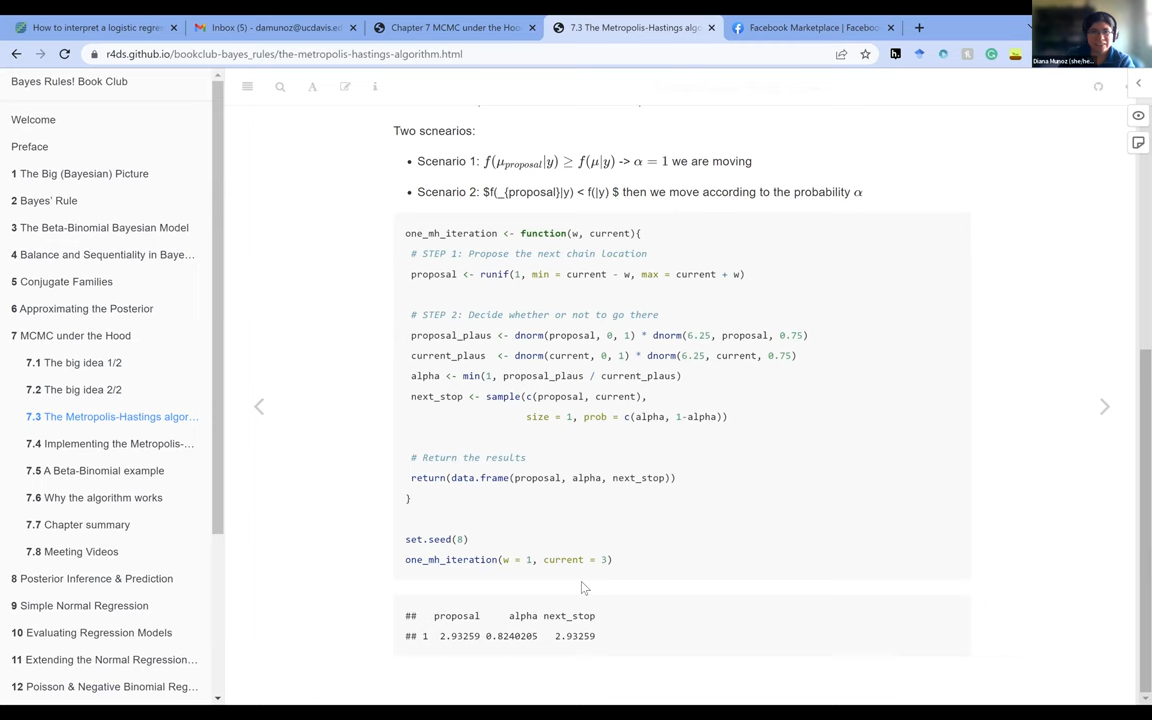 How to interpret a logistic regres
Inbox (5) - damunoz@ucdavis.ed
Chapter 7 MCMC under the Hood
7.3 The Metropolis-Hastings algo
Facebook Marketplace | Facebook
r4ds.github.io/bookclub-bayes_rules/the-metropolis-hastings-algorithm.html
Diana Munoz (she/he...
Bayes Rules! Book Club
Welcome
Preface
1 The Big (Bayesian) Picture
2 Bayes' Rule
3 The Beta-Binomial Bayesian Model
4 Balance and Sequentiality in Baye...
5 Conjugate Families
6 Approximating the Posterior
7 MCMC under the Hood
7.1 The big idea 1/2
7.2 The big idea 2/2
7.3 The Metropolis-Hastings algor...
7.4 Implementing the Metropolis-...
7.5 A Beta-Binomial example
7.6 Why the algorithm works
7.7 Chapter summary
7.8 Meeting Videos
8 Posterior Inference & Prediction
9 Simple Normal Regression
10 Evaluating Regression Models
11 Extending the Normal Regression...
12 Poisson & Negative Binomial Reg...
Two scnearios:
• Scenario 1: f(μproposal|y) ≥ f(μ|y) -> α = 1 we are moving
• Scenario 2: $f(_{proposal}|y) < f(|y) $ then we move according to the probability α
one_mh_iteration <- function(w, current){
# STEP 1: Propose the next chain location
proposal <- runif(1, min = current - w, max = current + w)
# STEP 2: Decide whether or not to go there
proposal_plaus <- dnorm(proposal, 0, 1) * dnorm(6.25, proposal, 0.75)
current_plaus <- dnorm(current, 0, 1) * dnorm(6.25, current, 0.75)
alpha <- min(1, proposal_plaus / current_plaus)
next_stop <- sample(c(proposal, current),
size = 1, prob = c(alpha, 1-alpha))
# Return the results
return(data.frame(proposal, alpha, next_stop))
}
set.seed(8)
one_mh_iteration(w = 1, current = 3)
## proposal alpha next_stop
## 1 2.93259 0.8240205 2.93259